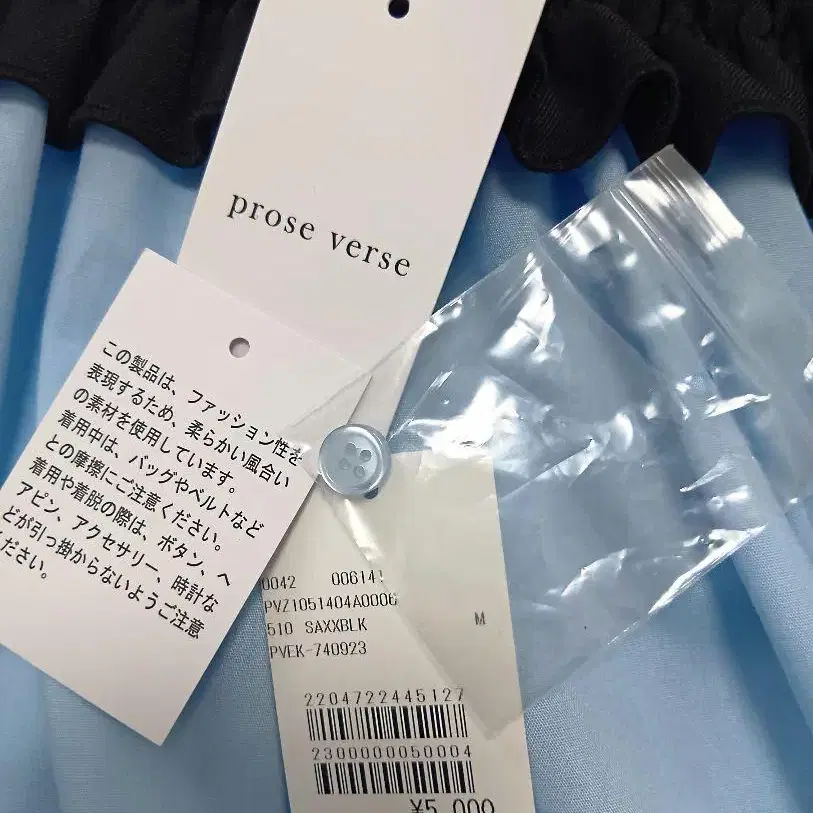 prose verse
この製品は、ファッション性を
表現するため、柔らかい風合い
の素材を使用しています。
着用中は、バッグやベルトなど
との摩擦にご注意ください。
着用や着脱の際は、ボタン、ヘ
アピン、アクセサリー、時計な
どが引っ掛からないようご注意
ください。
0042 006141
PVZ1051404A0006
510 SAXXBLK M
PVEK-740923
2204722445127
2300000050004
¥5,000